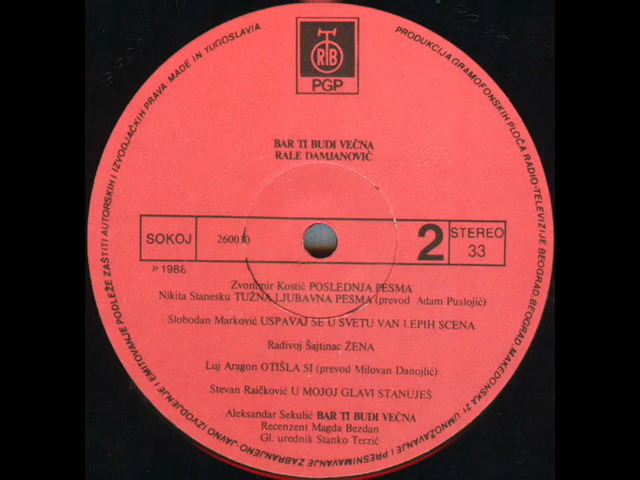 RTB
PGP
PRODUKCIJA GRAMOFONSKIH PLOČA RADIO-TELEVIZIJE BEOGRAD, BEOGRAD, MAKEDONSKA 21 UMNOŽAVANJE I PRESNIMAVANJE ZABRANJENO-JAVNO IZVODJENJE I EMITOVANJE PODLEŽE ZAŠTITI AUTORSKIH I IZVODJAČKIH PRAVA MADE IN YUGOSLAVIA
BAR TI BUDI VEČNA
RALE DAMJANOVIĆ
SOKOJ
2
STEREO
33
P 1986
Zvonimir Kostić POSLEDNJA PESMA
Nikita Stanesku TUŽNA LJUBAVNA PESMA (prevod Adam Puslojić)
Slobodan Marković USPAVAJ SE U SVETU VAN LEPIH SCENA
Radivoj Šajtinac ŽENA
Luj Aragon OTIŠLA SI (prevod Milovan Danojlić)
Stevan Raičković U MOJOJ GLAVI STANUJEŠ
Aleksandar Sekulić BAR TI BUDI VEČNA
Recenzent Magda Bezdan
Gl. urednik Stanko Terzić